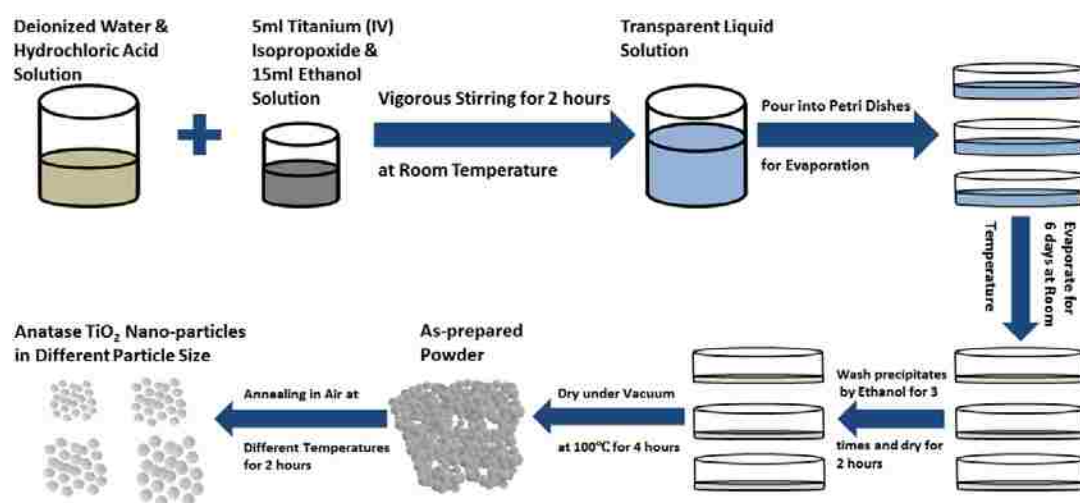 Deionized Water &
Hydrochloric Acid
Solution
5ml Titanium (IV)
Isopropoxide &
15ml Ethanol
Solution
Vigorous Stirring for 2 hours
at Room Temperature
Transparent Liquid
Solution
Pour into Petri Dishes
for Evaporation
Evaporate for
6 days at Room
Temperature
Wash precipitates
by Ethanol for 3
times and dry for
2 hours
Dry under Vacuum
at 100℃ for 4 hours
As-prepared
Powder
Annealing in Air at
Different Temperatures
for 2 hours
Anatase TiO₂ Nano-particles
in Different Particle Size